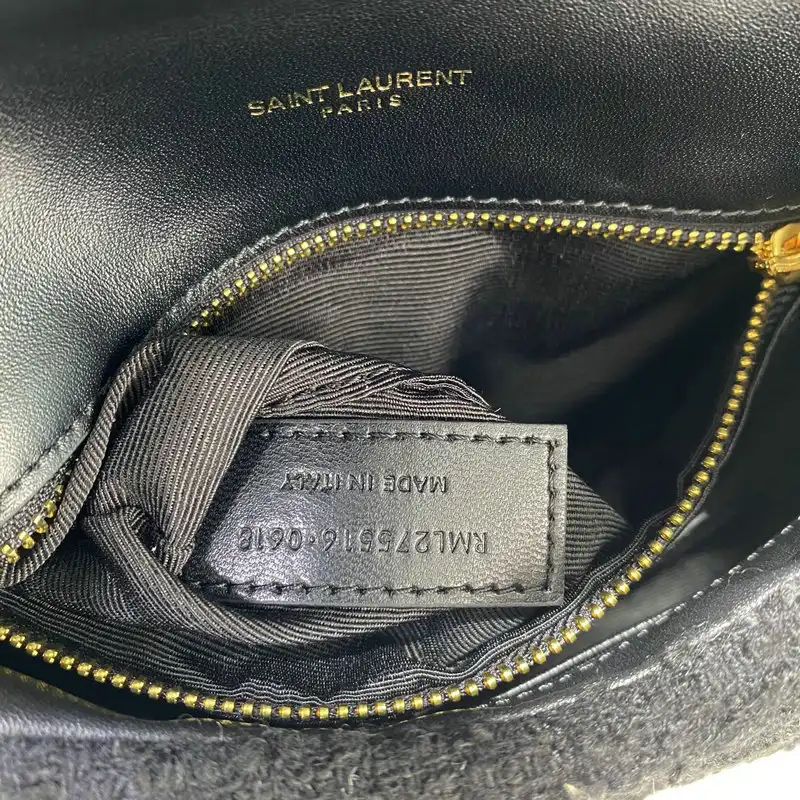 SAINT LAURENT
PARIS
RML275516·0618
MADE IN ITALY